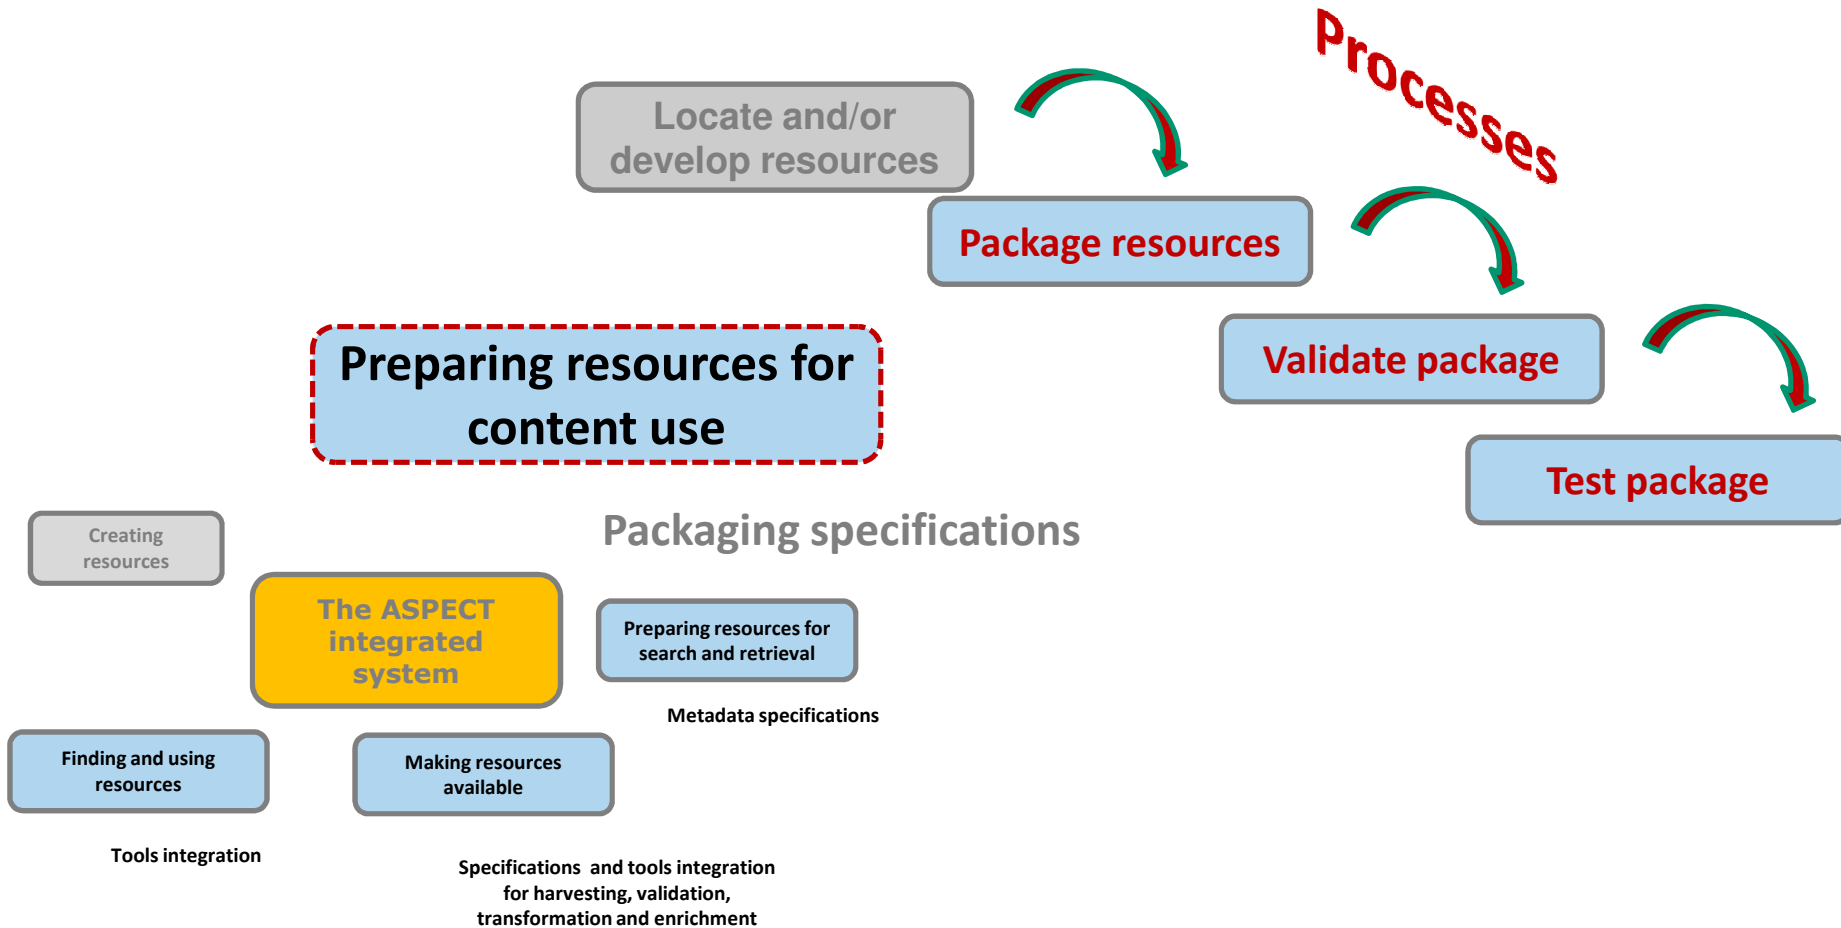 Processes
Locate and/or
develop resources
Package resources
Validate package
Test package
Preparing resources for
content use
Packaging specifications
Creating
resources
The ASPECT
integrated
system
Preparing resources for
search and retrieval
Metadata specifications
Finding and using
resources
Making resources
available
Tools integration
Specifications and tools integration
for harvesting, validation,
transformation and enrichment